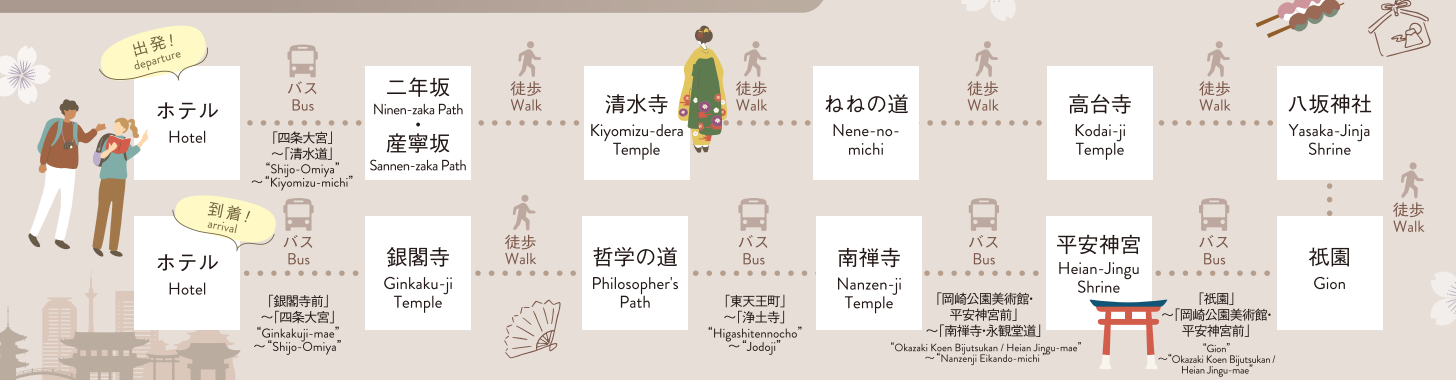 出発!
departure
ホテル
Hotel
バス
Bus
「四条大宮」
〜「清水道」
“Shijo-Omiya”
〜 “Kiyomizu-michi”
二年坂
Ninen-zaka Path
・
産寧坂
Sannen-zaka Path
徒歩
Walk
清水寺
Kiyomizu-dera
Temple
徒歩
Walk
ねねの道
Nene-no-
michi
徒歩
Walk
高台寺
Kodai-ji
Temple
徒歩
Walk
八坂神社
Yasaka-Jinja
Shrine
徒歩
Walk
祇園
Gion
バス
Bus
「祇園」
〜「岡崎公園美術館・
平安神宮前」
“Gion”
〜“Okazaki Koen Bijutsukan /
Heian Jingu-mae”
平安神宮
Heian-Jingu
Shrine
バス
Bus
「岡崎公園美術館・
平安神宮前」
〜「南禅寺・永観堂道」
“Okazaki Koen Bijutsukan / Heian Jingu-mae”
〜 “Nanzenji Eikando-michi”
南禅寺
Nanzen-ji
Temple
バス
Bus
「東天王町」
〜「浄土寺」
“Higashitennocho”
〜 “Jodoji”
哲学の道
Philosopher's
Path
徒歩
Walk
銀閣寺
Ginkaku-ji
Temple
バス
Bus
「銀閣寺前」
〜「四条大宮」
“Ginkakuji-mae”
〜 “Shijo-Omiya”
到着!
arrival
ホテル
Hotel